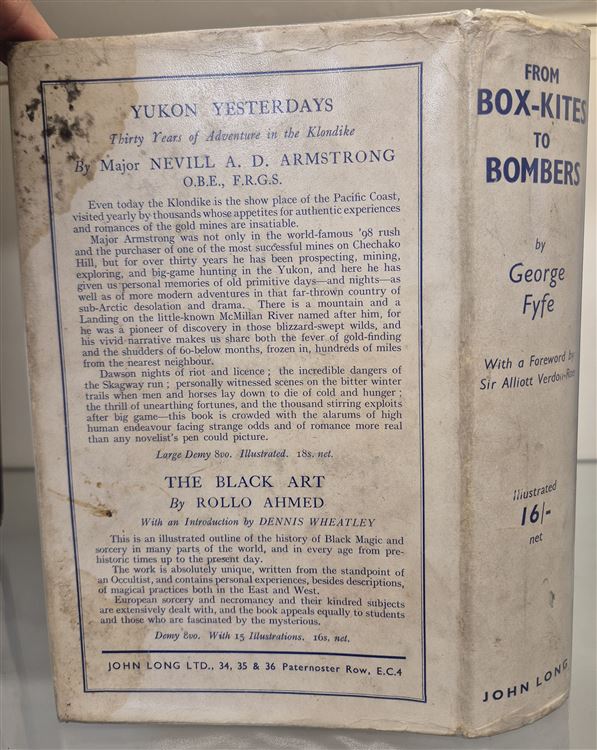 YUKON YESTERDAYS
Thirty Years of Adventure in the Klondike
By Major NEVILL A. D. ARMSTRONG
O.B.E., F.R.G.S.
Even today the Klondike is the show place of the Pacific Coast,
visited yearly by thousands whose appetites for authentic experiences
and romances of the gold mines are insatiable.
Major Armstrong was not only in the world-famous '98 rush
and the purchaser of one of the most successful mines on Chechako
Hill, but for over thirty years he has been prospecting, mining,
exploring, and big-game hunting in the Yukon, and here he has
given us personal memories of old primitive days—and nights—as
well as of more modern adventures in that far-thrown country of
sub-Arctic desolation and drama. There is a mountain and a
Landing on the little-known McMillan River named after him, for
he was a pioneer of discovery in those blizzard-swept wilds, and
his vivid narrative makes us share both the fever of gold-finding
and the shudders of 60-below months, frozen in, hundreds of miles
from the nearest neighbour.
Dawson nights of riot and licence; the incredible dangers of
the Skagway run; personally witnessed scenes on the bitter winter
trails when men and horses lay down to die of cold and hunger;
the thrill of unearthing fortunes, and the thousand stirring exploits
after big game—this book is crowded with the alarums of high
human endeavour facing strange odds and of romance more real
than any novelist's pen could picture.
Large Demy 8vo. Illustrated. 18s. net.
THE BLACK ART
By ROLLO AHMED
With an Introduction by DENNIS WHEATLEY
This is an illustrated outline of the history of Black Magic and
sorcery in many parts of the world, and in every age from pre-
historic times up to the present day.
The work is absolutely unique, written from the standpoint of
an Occultist, and contains personal experiences, besides descriptions,
of magical practices both in the East and West.
European sorcery and necromancy and their kindred subjects
are extensively dealt with, and the book appeals equally to students
and those who are fascinated by the mysterious.
Demy 8vo. With 15 Illustrations. 16s. net.
JOHN LONG LTD., 34, 35 & 36 Paternoster Row, E.C.4
FROM
BOX-KITES
TO
BOMBERS
by
George
Fyfe
With a Foreword by
Sir Alliott Verdon-Roe
Illustrated
16/-
net
JOHN LONG